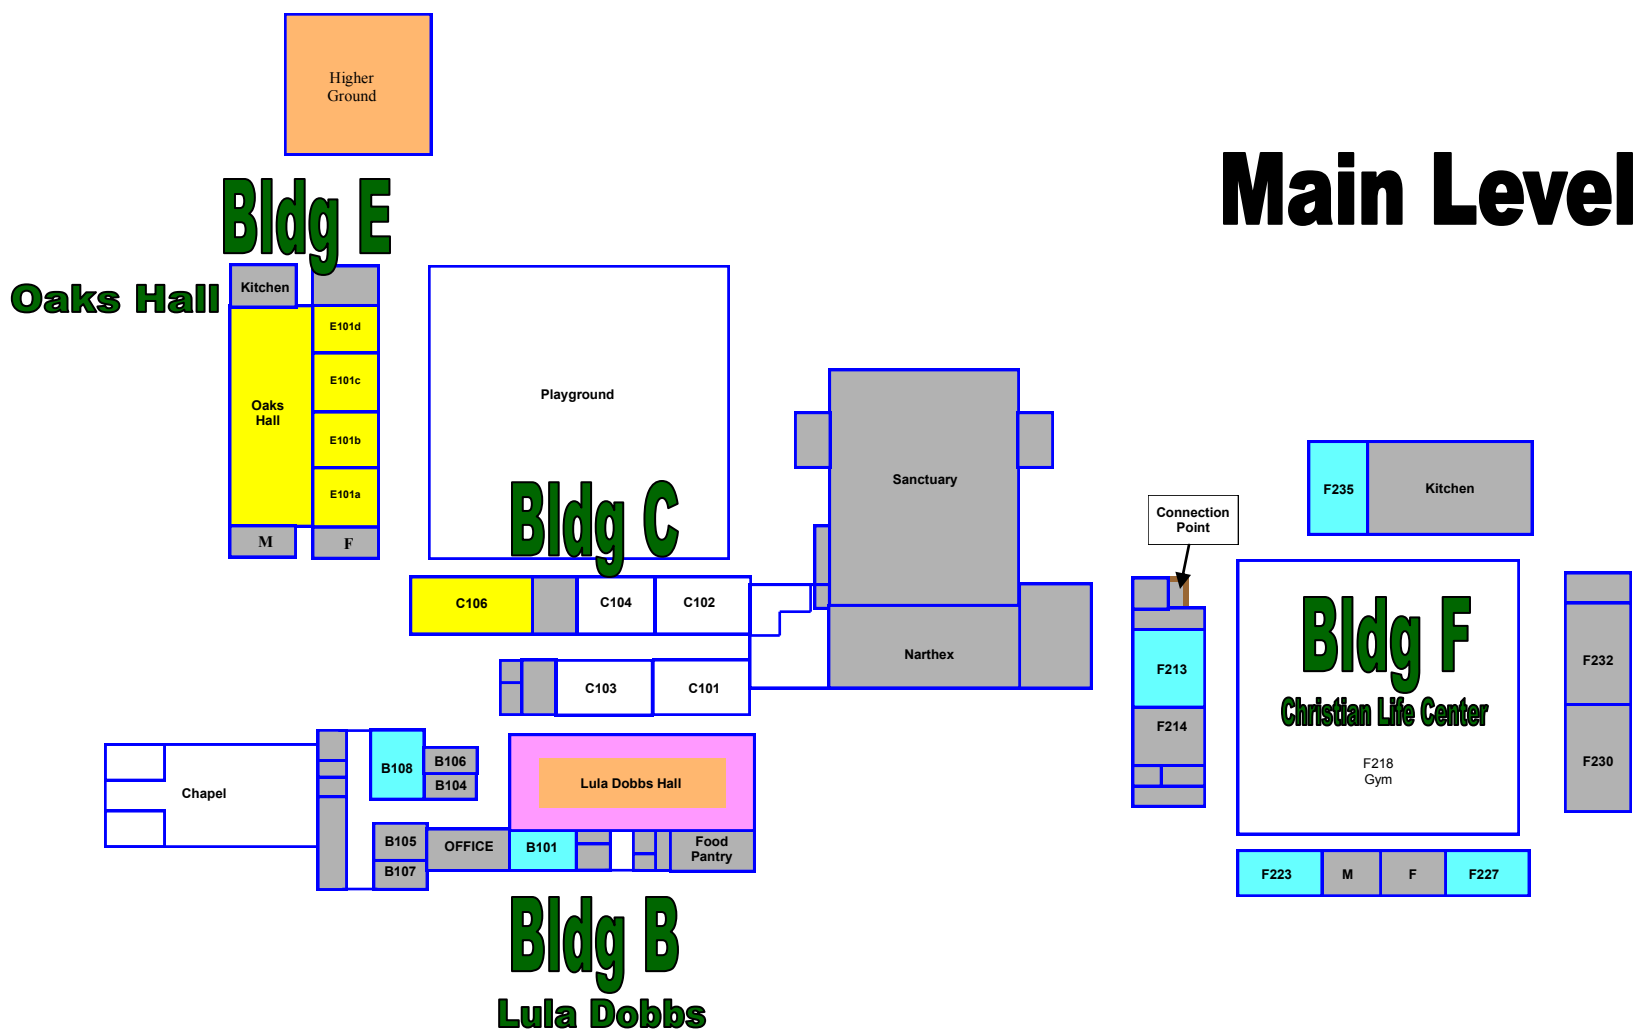 Higher
Ground
Main Level
Bldg E
Oaks Hall
Kitchen
E101d
E101c
Oaks
Hall
E101b
E101a
M
F
Playground
Bldg C
Sanctuary
Narthex
C106
C104
C102
C103
C101
Connection
Point
F235
Kitchen
F213
F214
Bldg F
Christian Life Center
F218
Gym
F232
F230
F223
M
F
F227
Chapel
B108
B106
B104
B105
B107
OFFICE
Lula Dobbs Hall
B101
Food
Pantry
Bldg B
Lula Dobbs